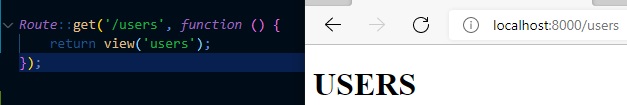 Route::get('/users', function () {
    return view('users');
});
localhost:8000/users
USERS